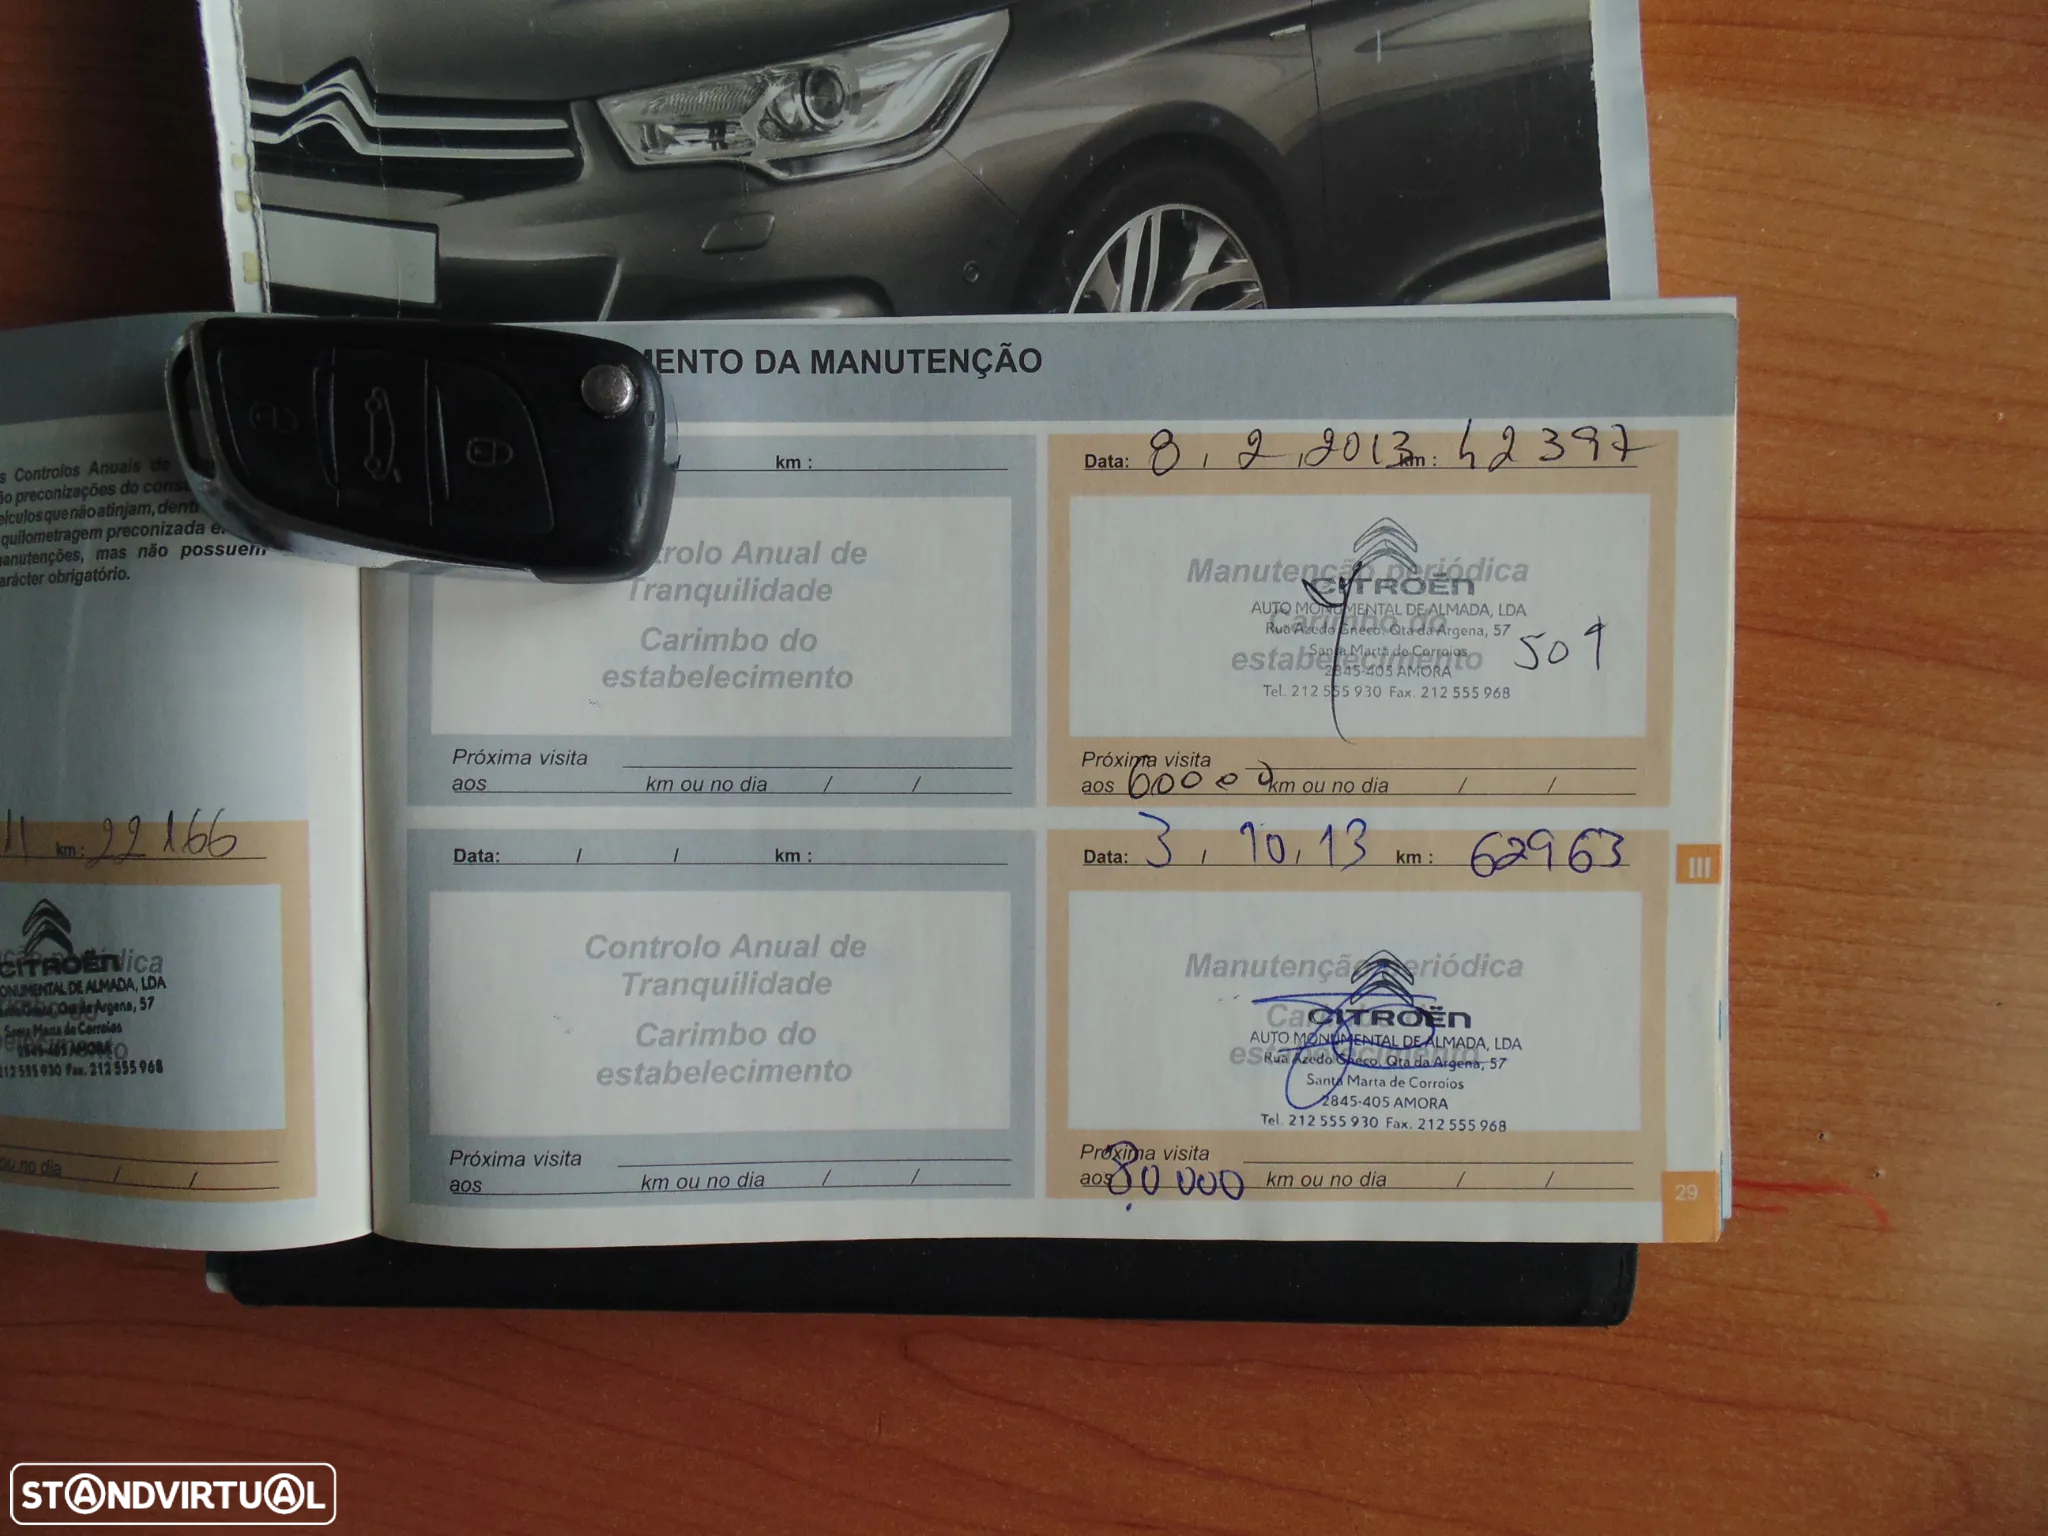 MENTO DA MANUTENÇÃO
s Controlos Anuais de
ão preconizações do const
eículos que não atinjam, dent
quilometragem preconizada e
manutenções, mas não possuem
arácter obrigatório.
11 km: 22166
CITROËN
ONUMENTAL DE ALMADA, LDA
Qta da Argena, 57
Santa Marta de Corroios
2845-405 AMORA
212 555 930 Fax. 212 555 968
ou no dia / /
/ km :
trolo Anual de
Tranquilidade
Carimbo do
estabelecimento
Próxima visita
aos km ou no dia / /
Data: 8 / 2 / 2013 km : 42397
Manutenção periódica
Carimbo do
estabelecimento
CITROËN
AUTO MONUMENTAL DE ALMADA, LDA
Rua Azedo Gneco, Qta da Argena, 57
Santa Marta de Corroios
2845-405 AMORA
Tel. 212 555 930 Fax. 212 555 968
509
Próxima visita
aos 60000 km ou no dia / /
Data: / / km :
Controlo Anual de
Tranquilidade
Carimbo do
estabelecimento
Próxima visita
aos km ou no dia / /
Data: 3 / 10 / 13 km : 62963
Manutenção periódica
Carimbo do
estabelecimento
CITROËN
AUTO MONUMENTAL DE ALMADA, LDA
Rua Azedo Gneco, Qta da Argena, 57
Santa Marta de Corroios
2845-405 AMORA
Tel. 212 555 930 Fax. 212 555 968
Próxima visita
aos 80000 km ou no dia / /
III
29
STANDVIRTUAL